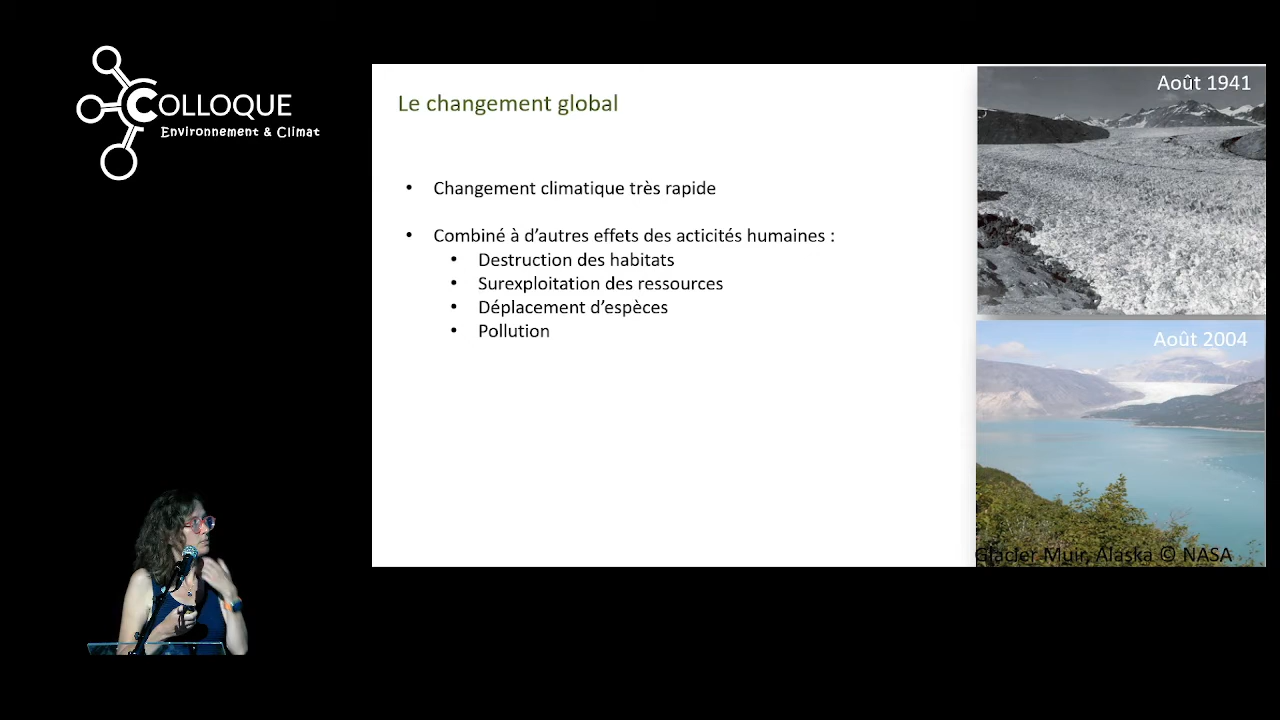 COLLOQUE
Environnement & Climat
Le changement global
• Changement climatique très rapide
• Combiné à d’autres effets des acticités humaines :
• Destruction des habitats
• Surexploitation des ressources
• Déplacement d’espèces
• Pollution
Août 1941
Août 2004
Glacier Muir, Alaska © NASA